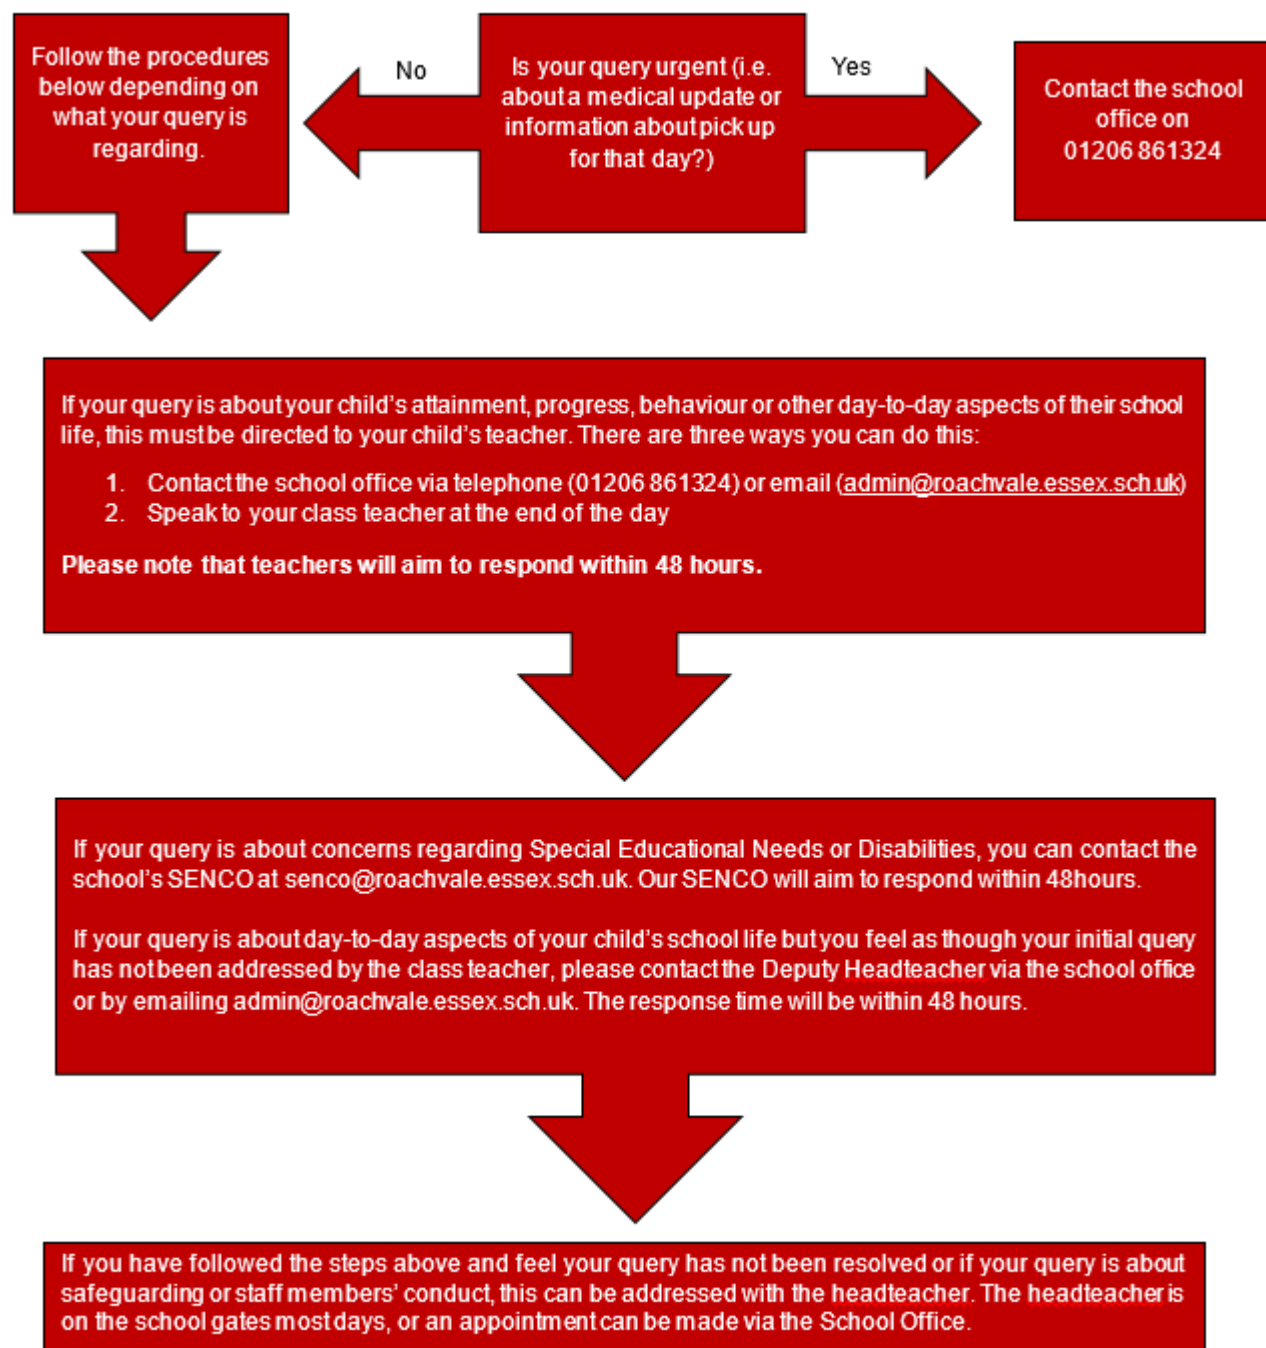 Follow the procedures
below depending on
what your query is
regarding.
No
Is your query urgent (i.e.
about a medical update or
information about pick up
for that day?)
Yes
Contact the school
office on
01206 861324
If your query is about your child’s attainment, progress, behaviour or other day-to-day aspects of their school
life, this must be directed to your child’s teacher. There are three ways you can do this:
1. Contact the school office via telephone (01206 861324) or email (admin@roachvale.essex.sch.uk)
2. Speak to your class teacher at the end of the day
Please note that teachers will aim to respond within 48 hours.
If your query is about concerns regarding Special Educational Needs or Disabilities, you can contact the
school’s SENCO at senco@roachvale.essex.sch.uk. Our SENCO will aim to respond within 48hours.
If your query is about day-to-day aspects of your child’s school life but you feel as though your initial query
has not been addressed by the class teacher, please contact the Deputy Headteacher via the school office
or by emailing admin@roachvale.essex.sch.uk. The response time will be within 48 hours.
If you have followed the steps above and feel your query has not been resolved or if your query is about
safeguarding or staff members’ conduct, this can be addressed with the headteacher. The headteacher is
on the school gates most days, or an appointment can be made via the School Office.